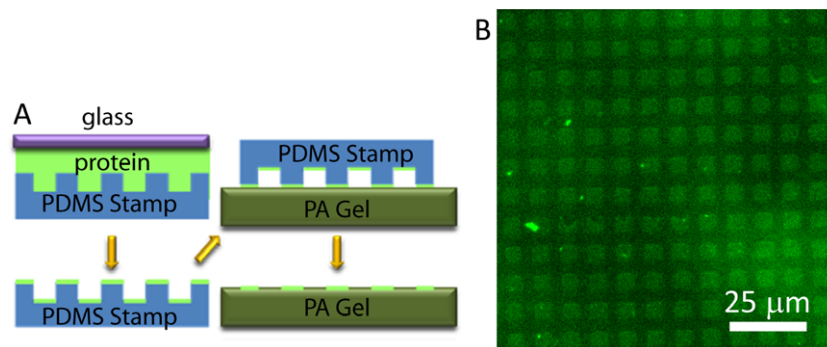 A
glass
protein
PDMS Stamp
PDMS Stamp
PA Gel
PDMS Stamp
PA Gel
B
25 μm